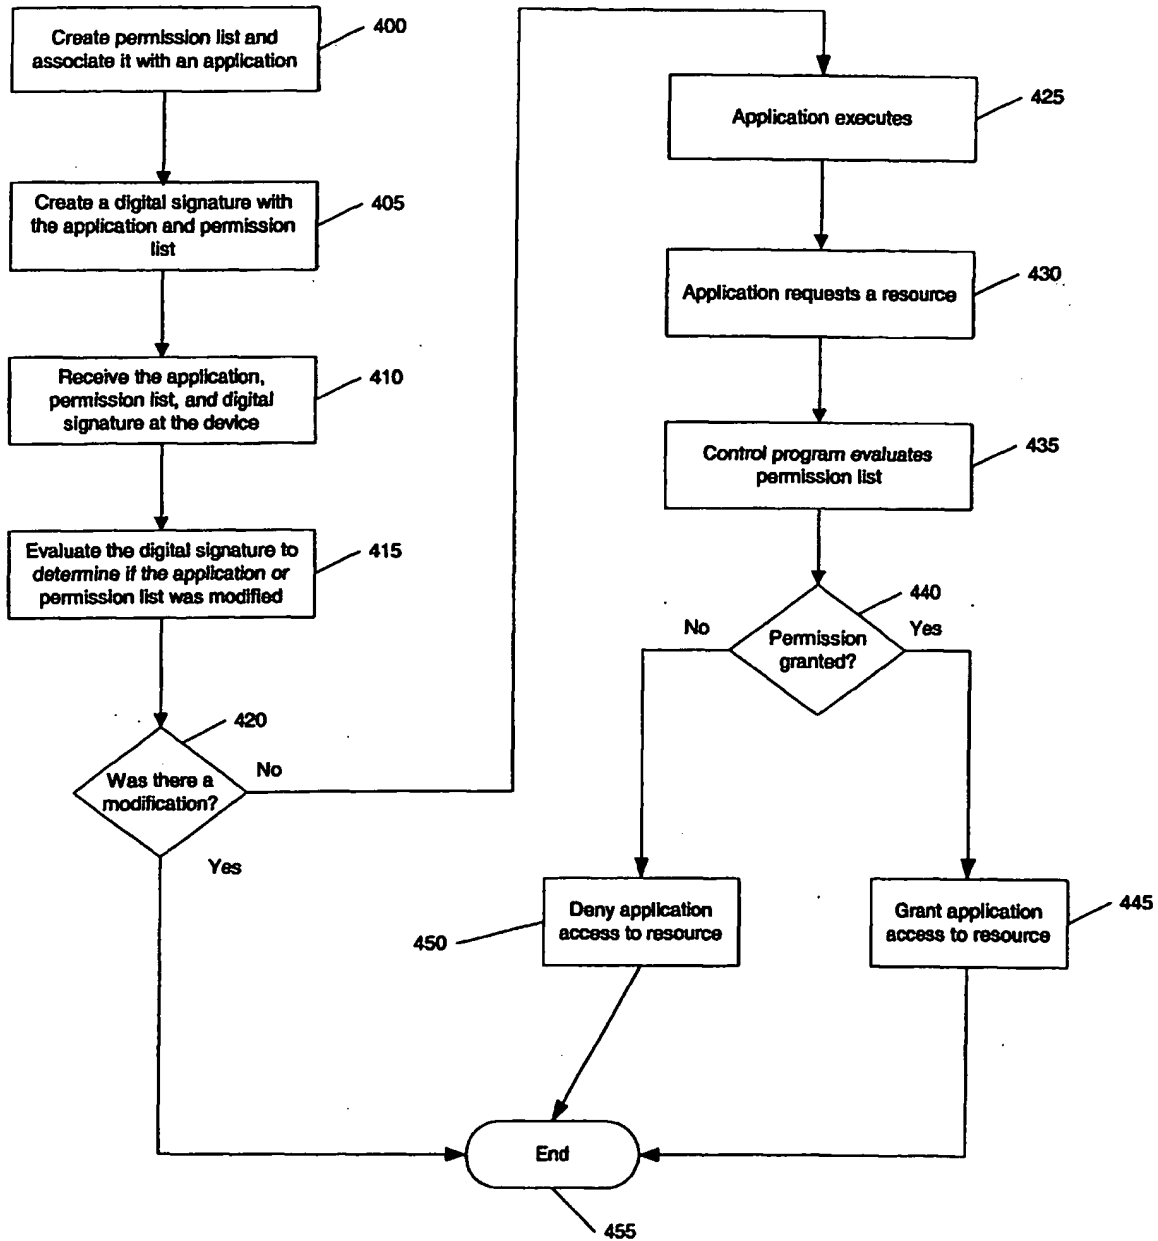 Create permission list and
associate it with an application
400
Create a digital signature with
the application and permission
list
405
Receive the application,
permission list, and digital
signature at the device
410
Evaluate the digital signature to
determine if the application or
permission list was modified
415
420
Was there a
modification?
No
Yes
Application executes
425
Application requests a resource
430
Control program evaluates
permission list
435
440
Permission
granted?
No
Yes
Deny application
access to resource
450
Grant application
access to resource
445
End
455